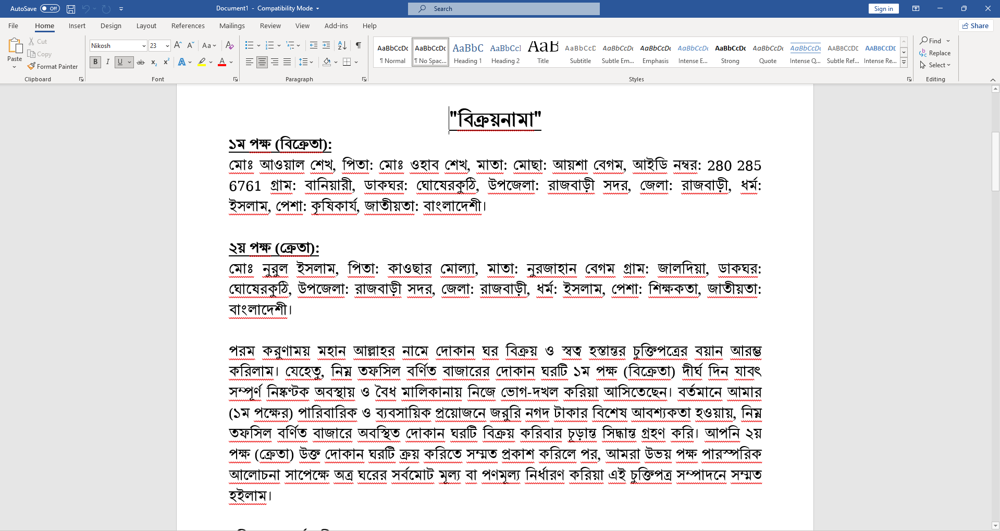 AutoSave Off Document1 - Compatibility Mode Search Sign in
File Home Insert Design Layout References Mailings Review View Add-ins Help Share
Paste Cut Copy Format Painter Clipboard
Nikosh 23 Aa B I U ab x₂ x² A A Font
Paragraph
AaBbCcDc AaBbCcDc AaBbC AaBbCcI AaB AaBbCcD AaBbCcDc AaBbCcDc AaBbCcDc AaBbCcDc AaBbCcDc AaBbCcDc AABBCCDE AABBCCDE
¶ Normal ¶ No Spac... Heading 1 Heading 2 Title Subtitle Subtle Em... Emphasis Intense E... Strong Quote Intense Q... Subtle Ref... Intense Re...
Styles
Find Replace Select Editing
"বিক্রয়নামা"
১ম পক্ষ (বিক্রেতা):
মোঃ আওয়াল শেখ, পিতা: মোঃ ওহাব শেখ, মাতা: মোছা: আয়শা বেগম, আইডি নম্বর: 280 285
6761 গ্রাম: বানিয়ারী, ডাকঘর: ঘোষেরকুঠি, উপজেলা: রাজবাড়ী সদর, জেলা: রাজবাড়ী, ধর্ম:
ইসলাম, পেশা: কৃষিকার্য, জাতীয়তা: বাংলাদেশী।
২য় পক্ষ (ক্রেতা):
মোঃ নুরুল ইসলাম, পিতা: কাওছার মোল্যা, মাতা: নুরজাহান বেগম গ্রাম: জালদিয়া, ডাকঘর:
ঘোষেরকুঠি, উপজেলা: রাজবাড়ী সদর, জেলা: রাজবাড়ী, ধর্ম: ইসলাম, পেশা: শিক্ষকতা, জাতীয়তা:
বাংলাদেশী।
পরম করুণাময় মহান আল্লাহর নামে দোকান ঘর বিক্রয় ও স্বত্ব হস্তান্তর চুক্তিপত্রের বয়ান আরম্ভ
করিলাম। যেহেতু, নিম্ন তফসিল বর্ণিত বাজারের দোকান ঘরটি ১ম পক্ষ (বিক্রেতা) দীর্ঘ দিন যাবৎ
সম্পূর্ণ নিষ্কণ্টক অবস্থায় ও বৈধ মালিকানায় নিজে ভোগ-দখল করিয়া আসিতেছেন। বর্তমানে আমার
(১ম পক্ষের) পারিবারিক ও ব্যবসায়িক প্রয়োজনে জরুরি নগদ টাকার বিশেষ আবশ্যকতা হওয়ায়, নিম্ন
তফসিল বর্ণিত বাজারে অবস্থিত দোকান ঘরটি বিক্রয় করিবার চূড়ান্ত সিদ্ধান্ত গ্রহণ করি। আপনি ২য়
পক্ষ (ক্রেতা) উক্ত দোকান ঘরটি ক্রয় করিতে সম্মত প্রকাশ করিলে পর, আমরা উভয় পক্ষ পারস্পরিক
আলোচনা সাপেক্ষে অত্র ঘরের সর্বমোট মূল্য বা পণমূল্য নির্ধারণ করিয়া এই চুক্তিপত্র সম্পাদনে সম্মত
হইলাম।